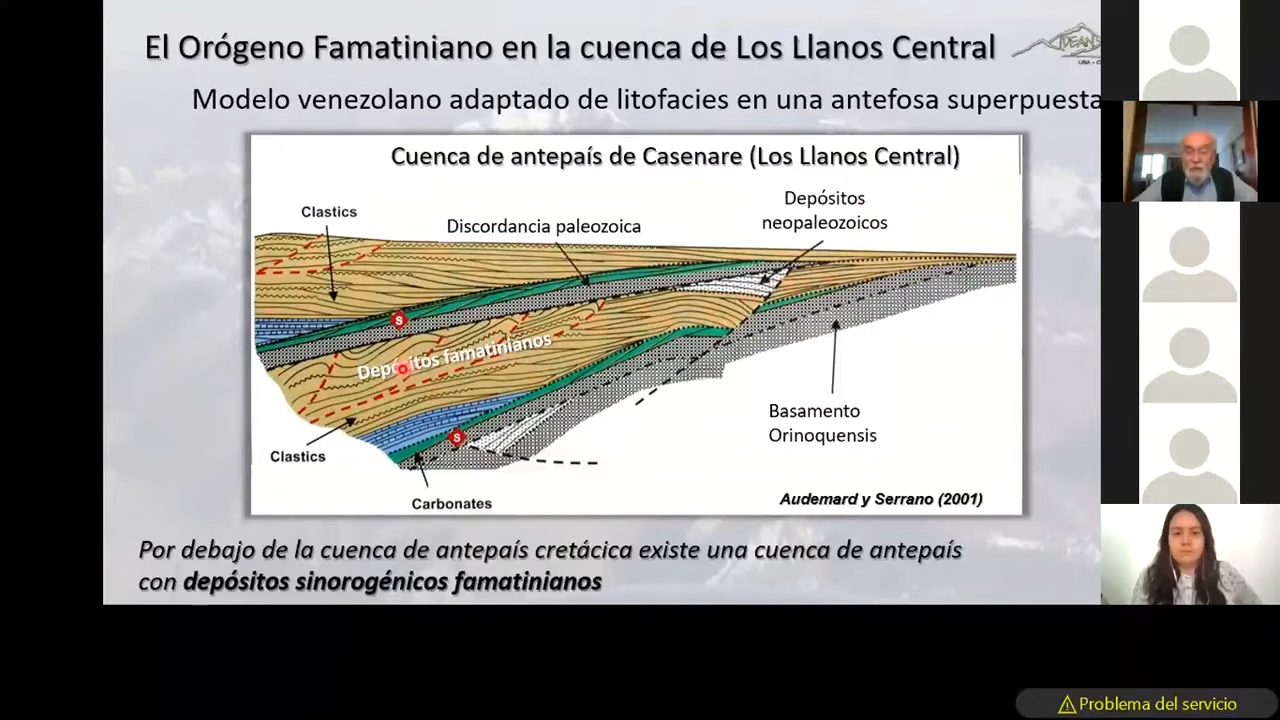 El Orógeno Famatiniano en la cuenca de Los Llanos Central
Modelo venezolano adaptado de litofacies en una antefosa superpuesta
Cuenca de antepaís de Casenare (Los Llanos Central)
Clastics
Discordancia paleozoica
Depósitos
neopaleozoicos
S
Depósitos famatinianos
S
Clastics
Carbonates
Basamento
Orinoquensis
Audemard y Serrano (2001)
Por debajo de la cuenca de antepaís cretácica existe una cuenca de antepaís
con depósitos sinorogénicos famatinianos
Problema del servicio